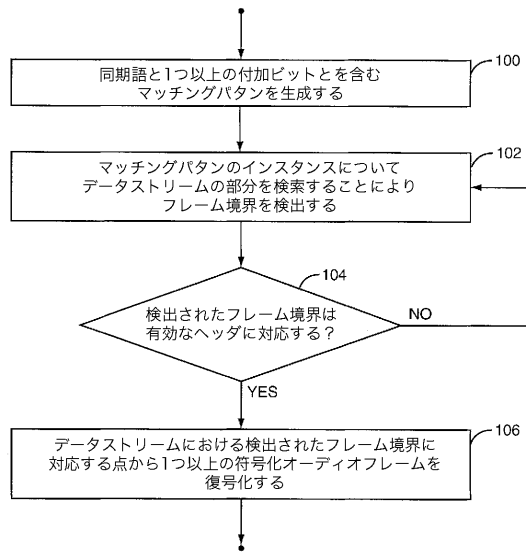 100
同期語と1つ以上の付加ビットとを含む
マッチングパタンを生成する
102
マッチングパタンのインスタンスについて
データストリームの部分を検索することにより
フレーム境界を検出する
104
検出されたフレーム境界は
有効なヘッダに対応する？
NO
YES
106
データストリームにおける検出されたフレーム境界に
対応する点から1つ以上の符号化オーディオフレームを
復号化する